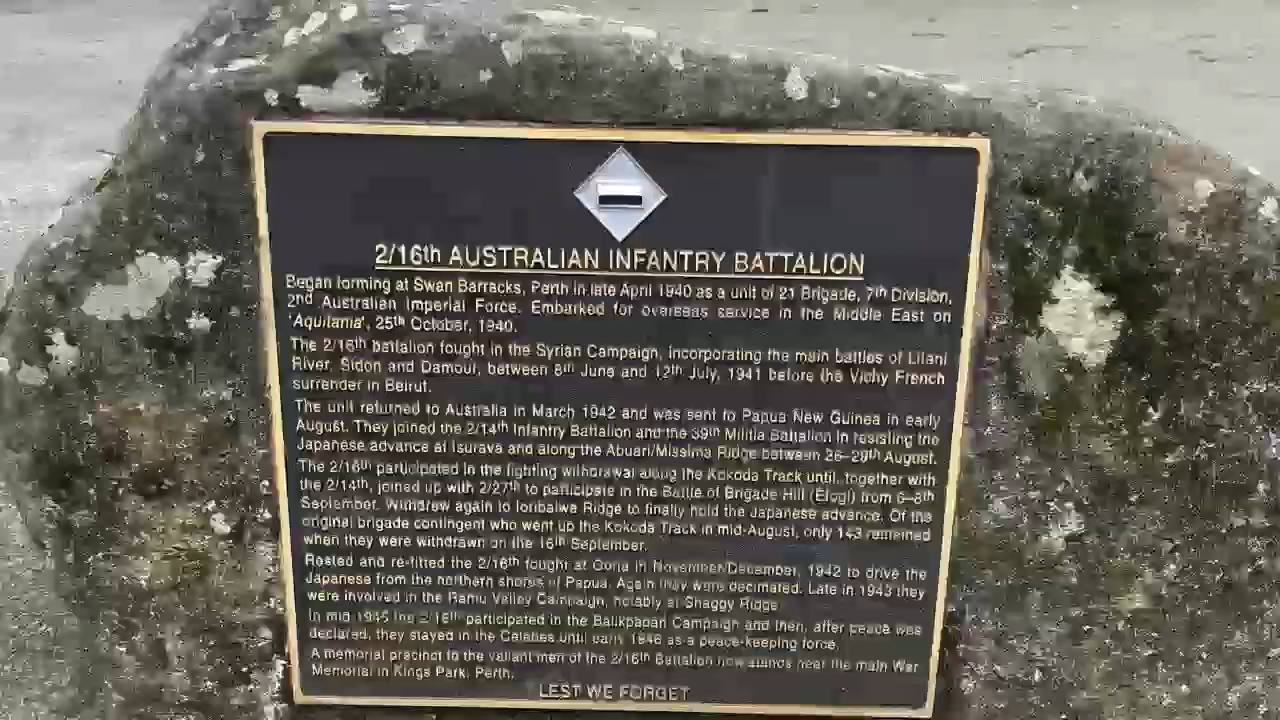 2/16th AUSTRALIAN INFANTRY BATTALION
Began forming at Swan Barracks, Perth in late April 1940 as a unit of 21 Brigade, 7th Division,
2nd Australian Imperial Force. Embarked for overseas service in the Middle East on
'Aquitania', 25th October, 1940.
The 2/16th battalion fought in the Syrian Campaign, incorporating the main battles of Litani
River, Sidon and Damour, between 8th June and 12th July, 1941 before the Vichy French
surrender in Beirut.
The unit returned to Australia in March 1942 and was sent to Papua New Guinea in early
August. They joined the 2/14th Infantry Battalion and the 39th Militia Battalion in resisting the
Japanese advance at Isurava and along the Abuari/Missima Ridge between 26–29th August.
The 2/16th participated in the fighting withdrawal along the Kokoda Track until, together with
the 2/14th, joined up with 2/27th to participate in the Battle of Brigade Hill (Efogi) from 6–8th
September. Withdrew again to Ioribaiwa Ridge to finally hold the Japanese advance. Of the
original brigade contingent who went up the Kokoda Track in mid-August, only 143 remained
when they were withdrawn on the 16th September.
Rested and re-fitted the 2/16th fought at Gona in November/December, 1942 to drive the
Japanese from the northern shores of Papua. Again they were decimated. Late in 1943 they
were involved in the Ramu Valley Campaign, notably at Shaggy Ridge.
In mid 1945 the 2/16th participated in the Balikpapan Campaign and then, after peace was
declared, they stayed in the Celebes until early 1946 as a peace-keeping force.
A memorial precinct to the valiant men of the 2/16th Battalion now stands near the main War
Memorial in Kings Park, Perth.
LEST WE FORGET